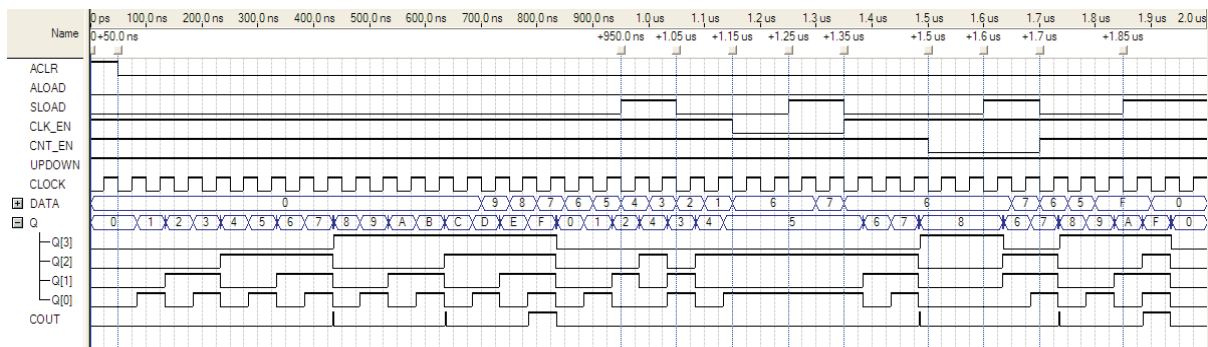 0 ps 100.0 ns 200.0 ns 300.0 ns 400.0 ns 500.0 ns 600.0 ns 700.0 ns 800.0 ns 900.0 ns 1.0 us 1.1 us 1.2 us 1.3 us 1.4 us 1.5 us 1.6 us 1.7 us 1.8 us 1.9 us 2.0 us
Name 0 +50.0 ns +950.0 ns +1.05 us +1.15 us +1.25 us +1.35 us +1.5 us +1.6 us +1.7 us +1.85 us
ACLR
ALOAD
SLOAD
CLK_EN
CNT_EN
UPDOWN
CLOCK
DATA 0 9 8 7 6 5 4 3 2 1 6 7 6 7 6 5 F 0
Q 0 1 2 3 4 5 6 7 8 9 A B C D E F 0 1 2 4 3 4 5 6 7 8 6 7 8 9 A F 0
Q[3]
Q[2]
Q[1]
Q[0]
COUT